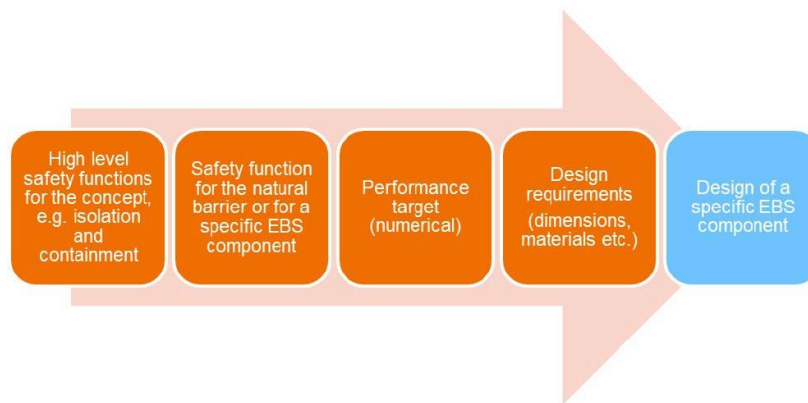 High level
safety functions
for the concept,
e.g. isolation
and
containment
Safety function
for the natural
barrier or for a
specific EBS
component
Performance
target
(numerical)
Design
requirements
(dimensions,
materials etc.)
Design of a
specific EBS
component